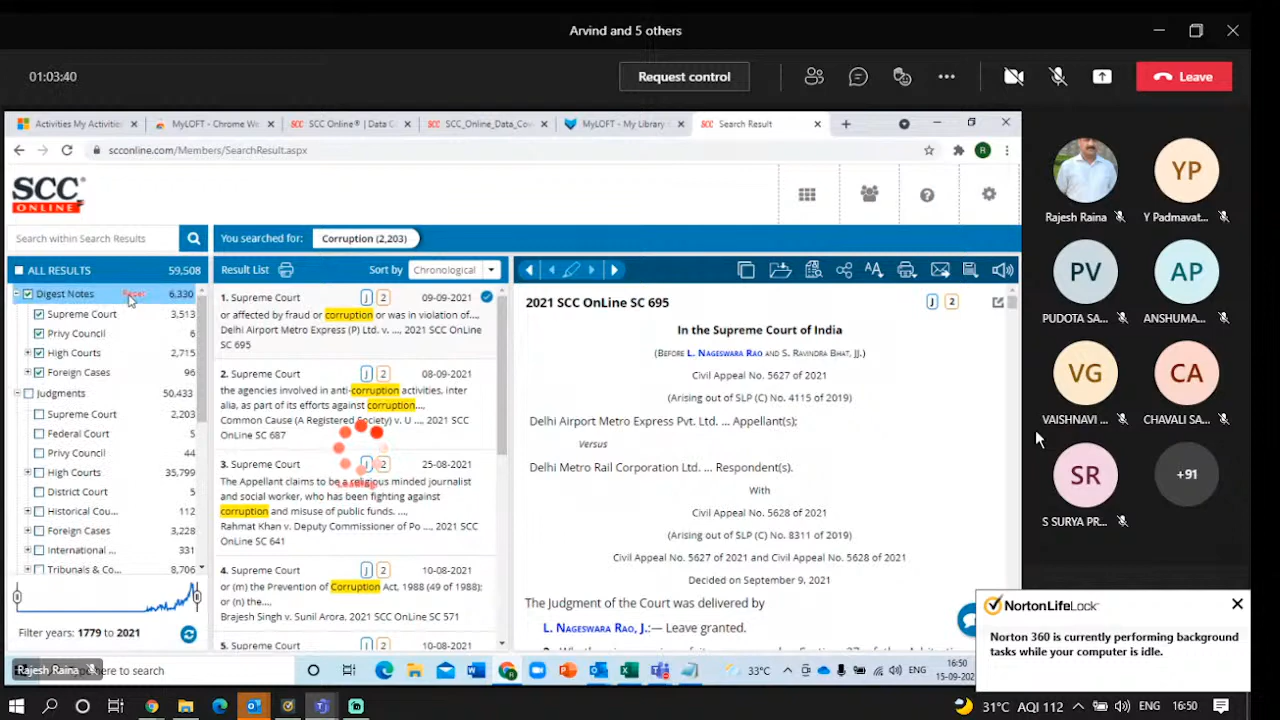 Arvind and 5 others
01:03:40
Request control
Leave
Activities My Activitie
MyLOFT - Chrome We
SCC Online® | Data G
SCC_Online_Data_Cov
MyLOFT - My Library
Search Result
scconline.com/Members/SearchResult.aspx
R
SCC
ONLINE
Search within Search Results
You searched for:
Corruption (2,203)
ALL RESULTS 59,508
Digest Notes Reset 6,330
Supreme Court 3,513
Privy Council 6
High Courts 2,715
Foreign Cases 96
Judgments 50,433
Supreme Court 2,203
Federal Court 5
Privy Council 44
High Courts 35,799
District Court 5
Historical Cou... 112
Foreign Cases 3,228
International ... 331
Tribunals & Co... 8,706
Filter years: 1779 to 2021
Result List
Sort by
Chronological
1. Supreme Court J 2 09-09-2021
or affected by fraud or corruption or was in violation of...,
Delhi Airport Metro Express (P) Ltd. v. ..., 2021 SCC OnLine
SC 695
2. Supreme Court J 2 08-09-2021
the agencies involved in anti-corruption activities, inter
alia, as part of its efforts against corruption...,
Common Cause (A Registered Society) v. U ..., 2021 SCC
OnLine SC 687
3. Supreme Court J 2 25-08-2021
Loading
The Appellant claims to be a religious minded journalist
and social worker, who has been fighting against
corruption and misuse of public funds. ...,
Rahmat Khan v. Deputy Commissioner of Po ..., 2021 SCC
OnLine SC 641
4. Supreme Court J 2 10-08-2021
or (m) the Prevention of Corruption Act, 1988 (49 of 1988);
or (n) the...,
Brajesh Singh v. Sunil Arora, 2021 SCC OnLine SC 571
5. Supreme Court J 2 10-08-2021
2021 SCC OnLine SC 695
J 2
In the Supreme Court of India
(BEFORE L. NAGESWARA RAO AND S. RAVINDRA BHAT, JJ.)
Civil Appeal No. 5627 of 2021
(Arising out of SLP (C) No. 4115 of 2019)
Delhi Airport Metro Express Pvt. Ltd. ... Appellant(s);
Versus
Delhi Metro Rail Corporation Ltd. ... Respondent(s).
With
Civil Appeal No. 5628 of 2021
(Arising out of SLP (C) No. 8311 of 2019)
Civil Appeal No. 5627 of 2021 and Civil Appeal No. 5628 of 2021
Decided on September 9, 2021
The Judgment of the Court was delivered by
L. NAGESWARA RAO, J.:— Leave granted.
Rajesh Raina
YP
Y Padmavat...
PV
PUDOTA SA...
AP
ANSHUMA...
VG
VAISHNAVI ...
CA
CHAVALI SA...
SR
S SURYA PR...
+91
NortonLifeLock
Norton 360 is currently performing background
tasks while your computer is idle.
Rajesh Raina
here to search
33°C
ENG
16:50
15-09-202
31°C AQI 112
ENG
16:50